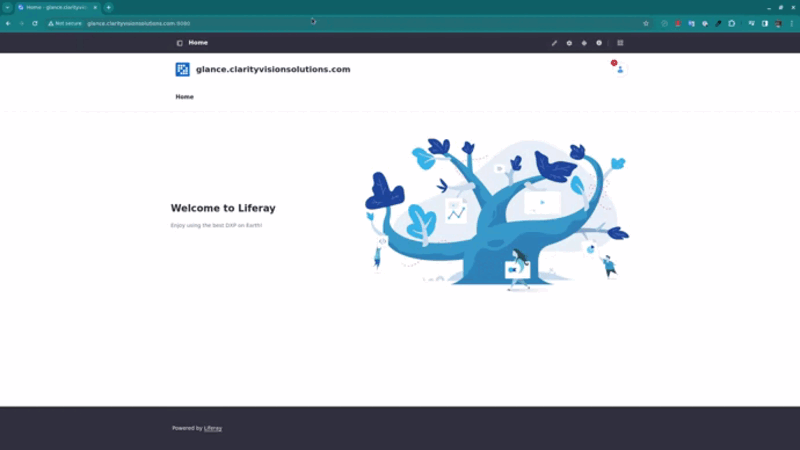 Home - glance.clarityvisi
Not secure
glance.clarityvisionsolutions.com:8080
Home
glance.clarityvisionsolutions.com
Home
Welcome to Liferay
Enjoy using the best DXP on Earth!
Powered by Liferay